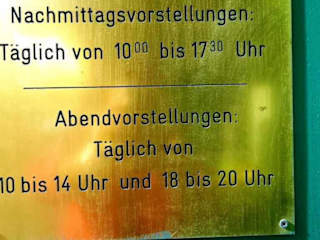 Nachmittagsvorstellungen:
Täglich von 10⁰⁰ bis 17³⁰ Uhr
Abendvorstellungen:
Täglich von
10 bis 14 Uhr und 18 bis 20 Uhr